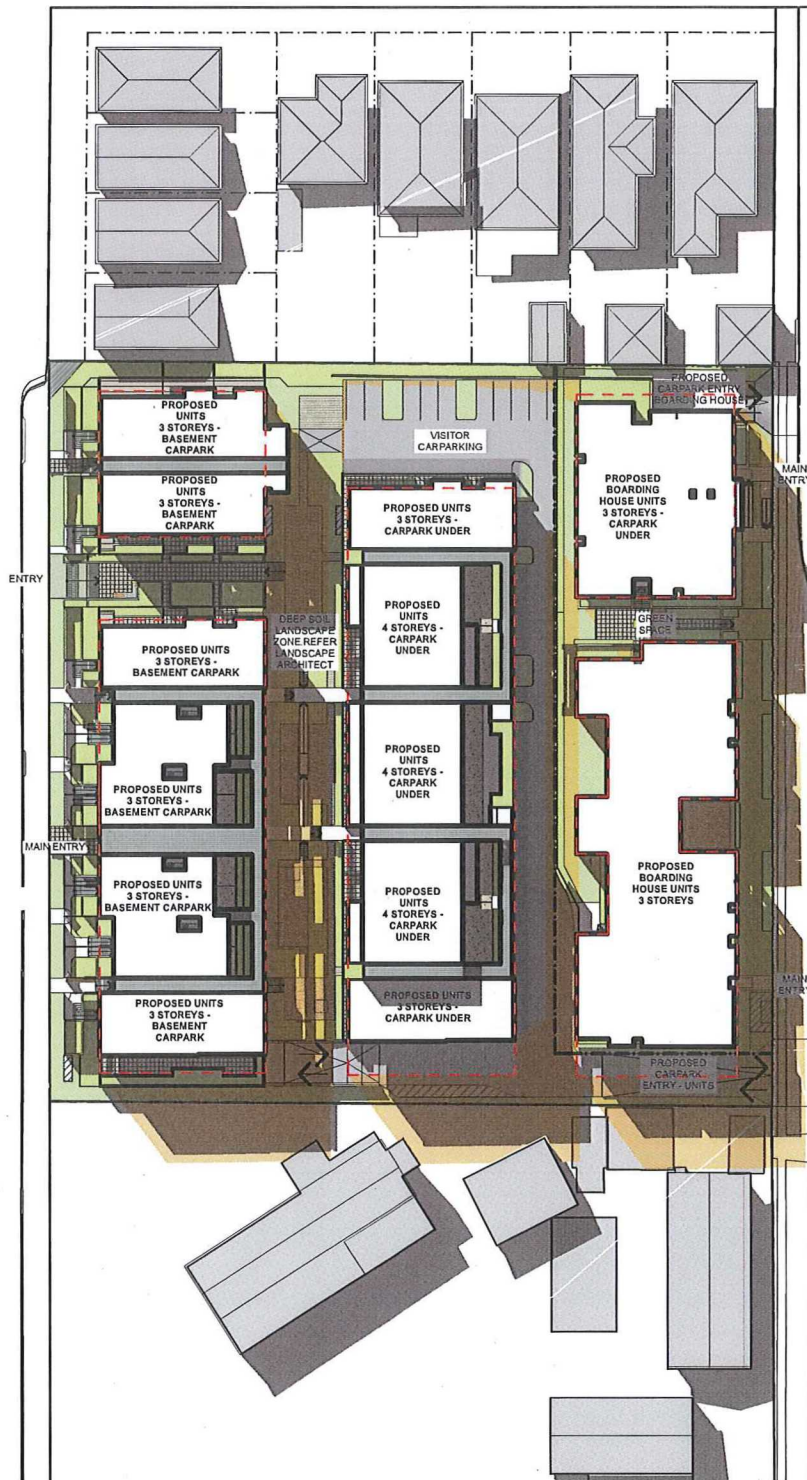 PROPOSED
CARPARK ENTRY
BOARDING HOUSE
PROPOSED
UNITS
3 STOREYS -
BASEMENT
CARPARK
VISITOR
CARPARKING
MAIN
ENTRY
PROPOSED
UNITS
3 STOREYS -
BASEMENT
CARPARK
PROPOSED
BOARDING
HOUSE UNITS
3 STOREYS -
CARPARK
UNDER
PROPOSED UNITS
3 STOREYS -
CARPARK UNDER
ENTRY
PROPOSED
UNITS
4 STOREYS -
CARPARK
UNDER
DEEP SOIL
LANDSCAPE
ZONE.REFER
LANDSCAPE
ARCHITECT
GREEN
SPACE
PROPOSED UNITS
3 STOREYS -
BASEMENT CARPARK
PROPOSED
UNITS
4 STOREYS -
CARPARK
UNDER
PROPOSED UNITS
3 STOREYS -
BASEMENT CARPARK
MAIN ENTRY
PROPOSED
BOARDING
HOUSE UNITS
3 STOREYS
PROPOSED UNITS
3 STOREYS -
BASEMENT CARPARK
PROPOSED
UNITS
4 STOREYS -
CARPARK
UNDER
MAIN
ENTRY
PROPOSED UNITS
3 STOREYS -
CARPARK UNDER
PROPOSED UNITS
3 STOREYS -
BASEMENT
CARPARK
PROPOSED
CARPARK
ENTRY - UNITS